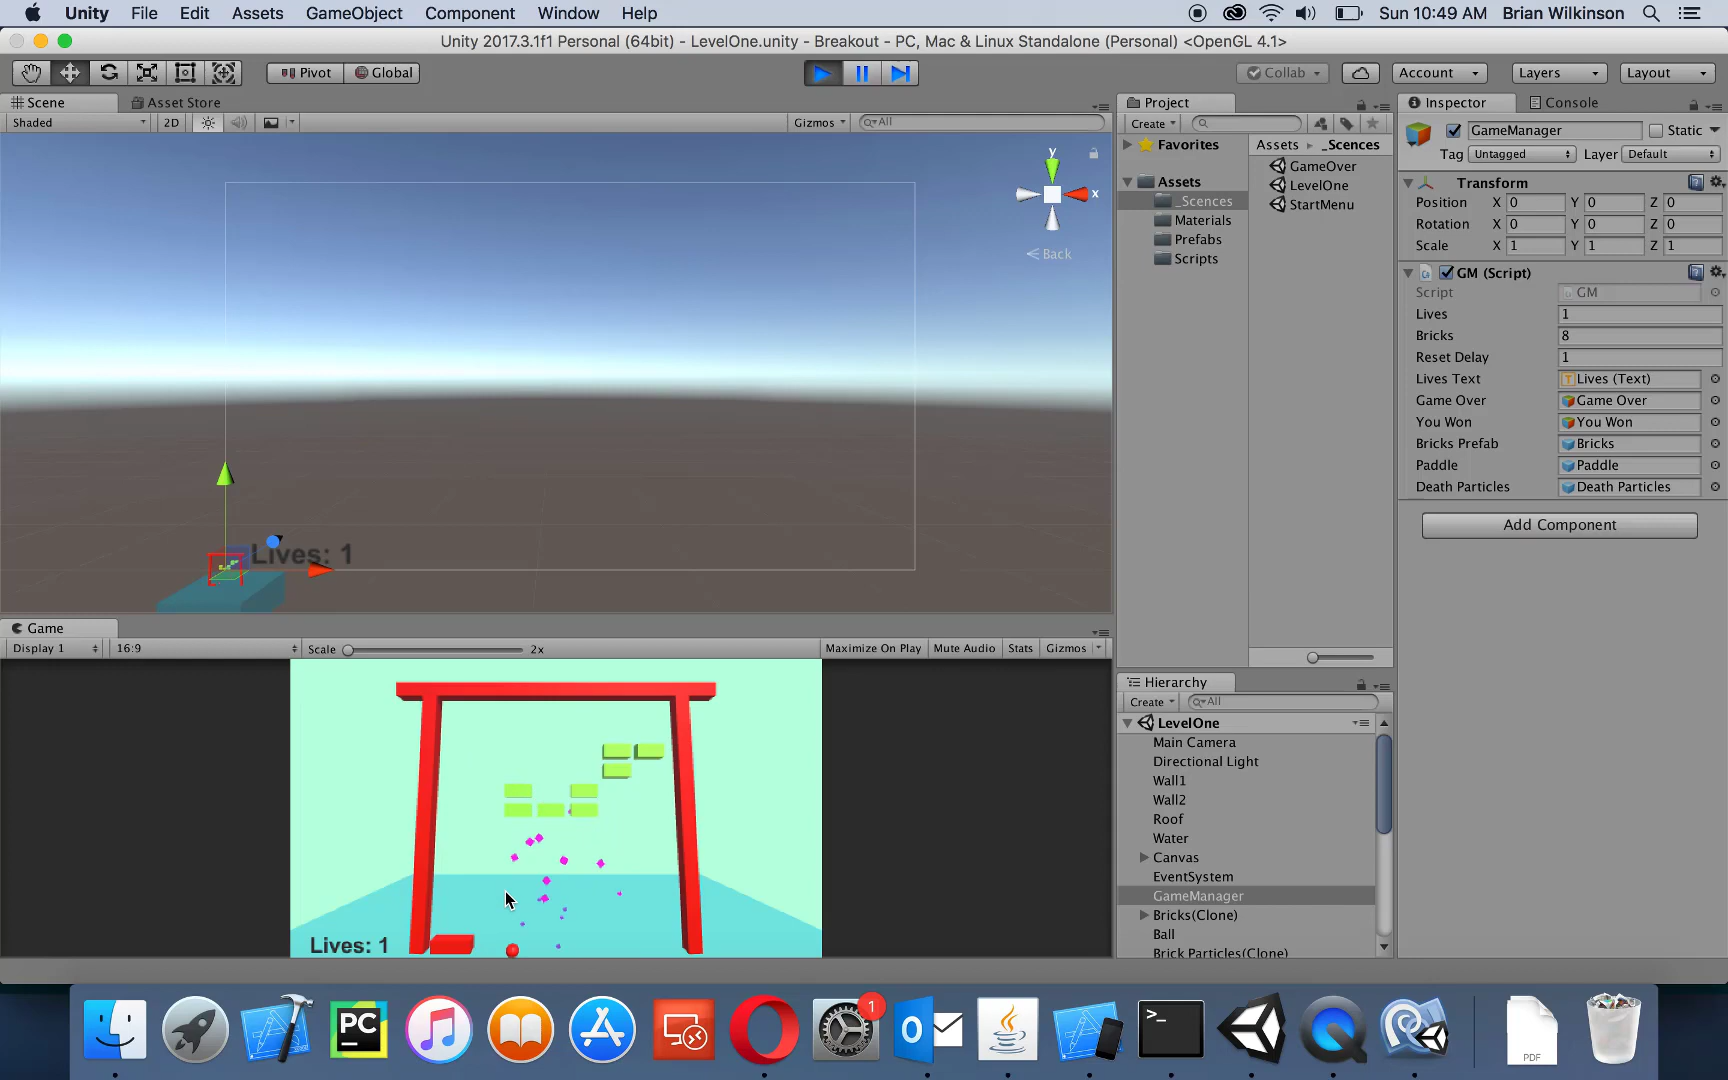 Unity File Edit Assets GameObject Component Window Help Sun 10:49 AM Brian Wilkinson
Unity 2017.3.1f1 Personal (64bit) - LevelOne.unity - Breakout - PC, Mac & Linux Standalone (Personal) <OpenGL 4.1>
Pivot Global Collab Account Layers Layout
Scene Asset Store
Shaded 2D Gizmos All
y
x
Back
Lives: 1
Game
Display 1 16:9 Scale 2x Maximize On Play Mute Audio Stats Gizmos
Lives: 1
Project
Create
Favorites
Assets
_Scences
Materials
Prefabs
Scripts
Assets ▸ _Scences
GameOver
LevelOne
StartMenu
Hierarchy
Create All
LevelOne
Main Camera
Directional Light
Wall1
Wall2
Roof
Water
Canvas
EventSystem
GameManager
Bricks(Clone)
Ball
Brick Particles(Clone)
Inspector Console
GameManager Static
Tag Untagged Layer Default
Transform
Position X 0 Y 0 Z 0
Rotation X 0 Y 0 Z 0
Scale X 1 Y 1 Z 1
GM (Script)
Script GM
Lives 1
Bricks 8
Reset Delay 1
Lives Text Lives (Text)
Game Over Game Over
You Won You Won
Bricks Prefab Bricks
Paddle Paddle
Death Particles Death Particles
Add Component
PC
1
O
>_
PDF